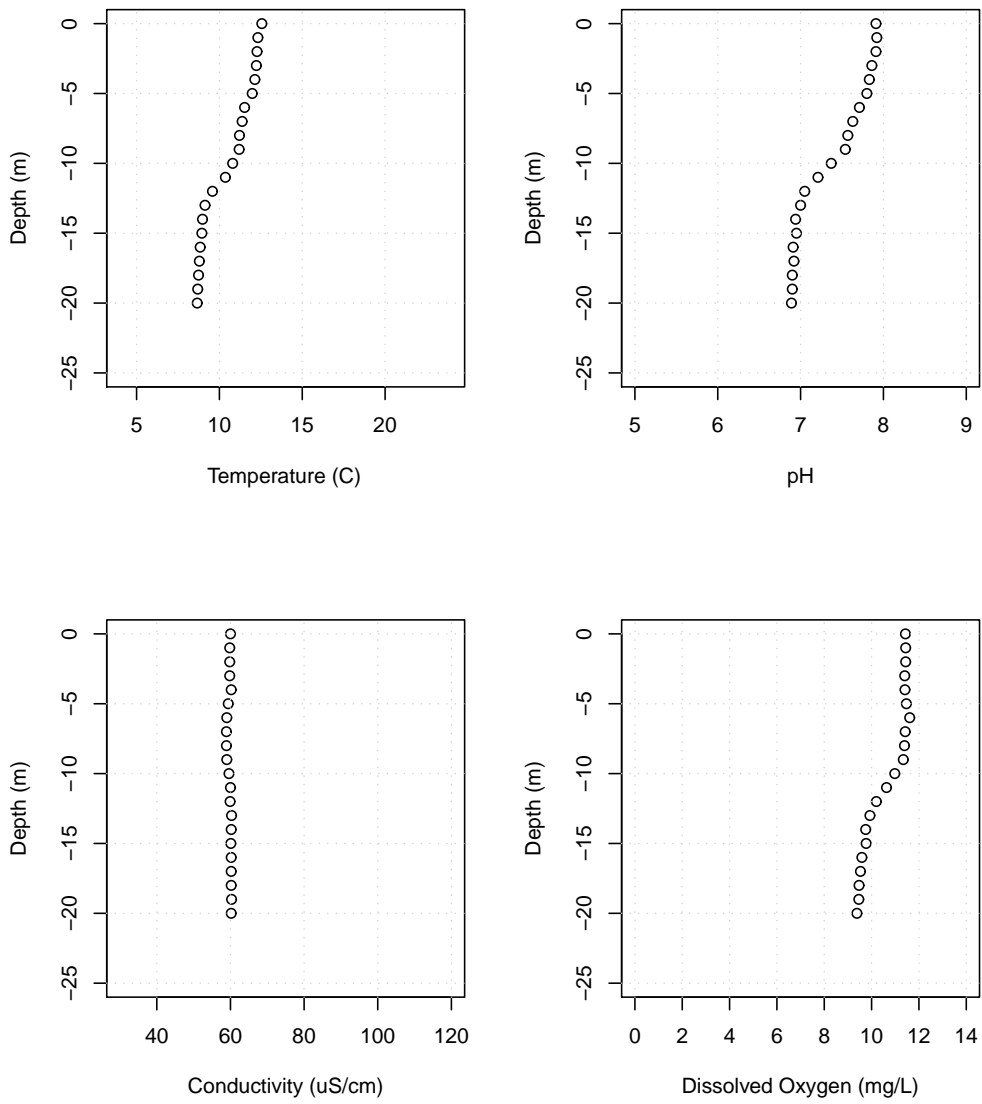 0
−5
−10
−15
−20
−25
Depth (m)
5 10 15 20
Temperature (C)
0
−5
−10
−15
−20
−25
Depth (m)
5 6 7 8 9
pH
0
−5
−10
−15
−20
−25
Depth (m)
40 60 80 100 120
Conductivity (uS/cm)
0
−5
−10
−15
−20
−25
Depth (m)
0 2 4 6 8 10 12 14
Dissolved Oxygen (mg/L)